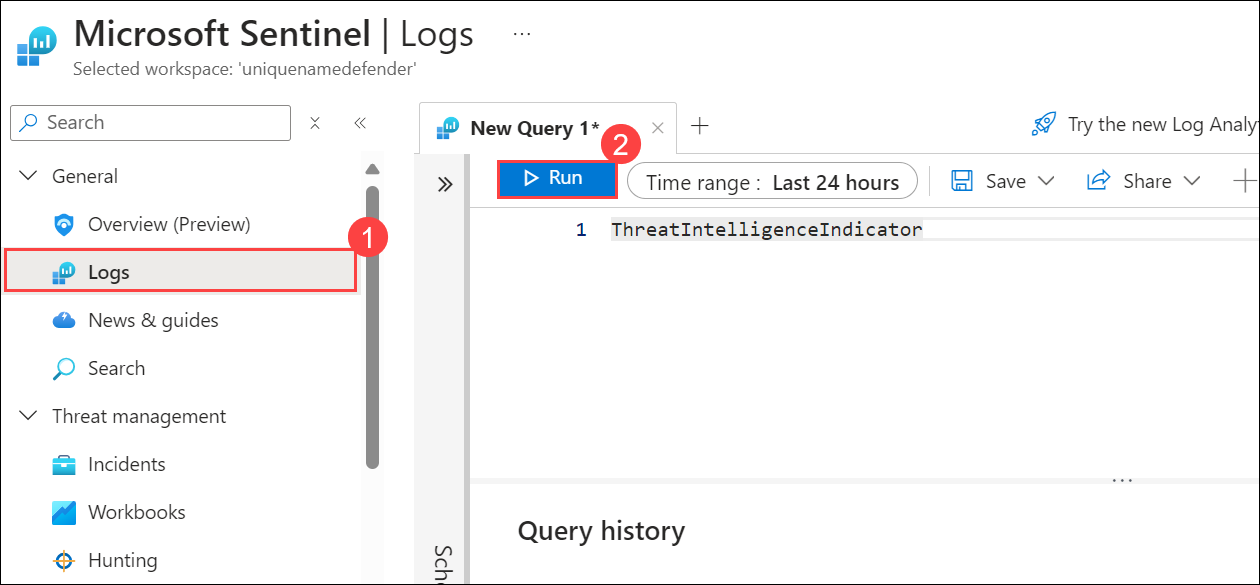 Microsoft Sentinel | Logs ...
Selected workspace: 'uniquenamedefender'
Search
General
Overview (Preview)
1
Logs
News & guides
Search
Threat management
Incidents
Workbooks
Hunting
New Query 1*
2
Try the new Log Analy
Run
Time range : Last 24 hours
Save
Share
1 ThreatIntelligenceIndicator
...
Query history